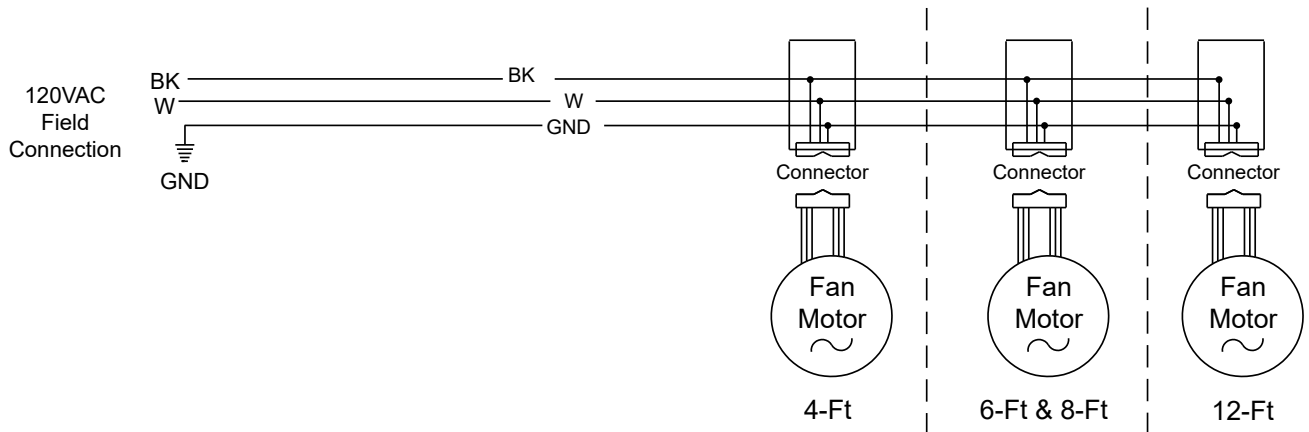 120VAC
Field
Connection
BK
W
GND
BK
W
GND
Connector
Connector
Connector
Fan
Motor
Fan
Motor
Fan
Motor
4-Ft
6-Ft & 8-Ft
12-Ft